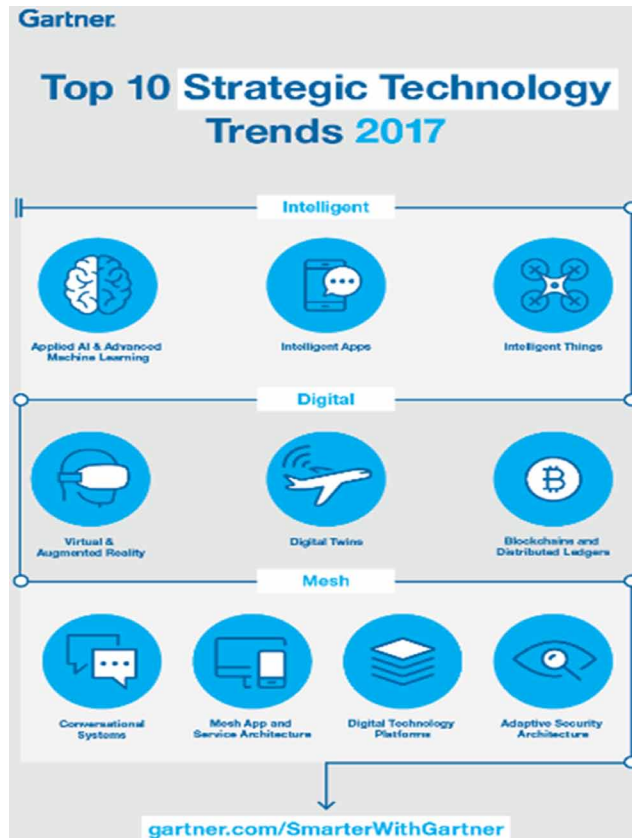 Gartner.
Top 10 Strategic Technology
Trends 2017
Intelligent
Applied AI & Advanced
Machine Learning
Intelligent Apps
Intelligent Things
Digital
Virtual &
Augmented Reality
Digital Twins
Blockchains and
Distributed Ledgers
Mesh
Conversational
Systems
Mesh App and
Service Architecture
Digital Technology
Platforms
Adaptive Security
Architecture
gartner.com/SmarterWithGartner